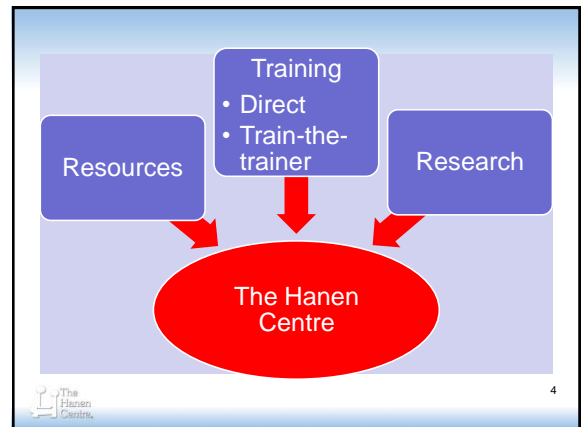 Training
• Direct
• Train-the-
trainer
Resources
Research
The Hanen
Centre
The
Hanen
Centre®
4